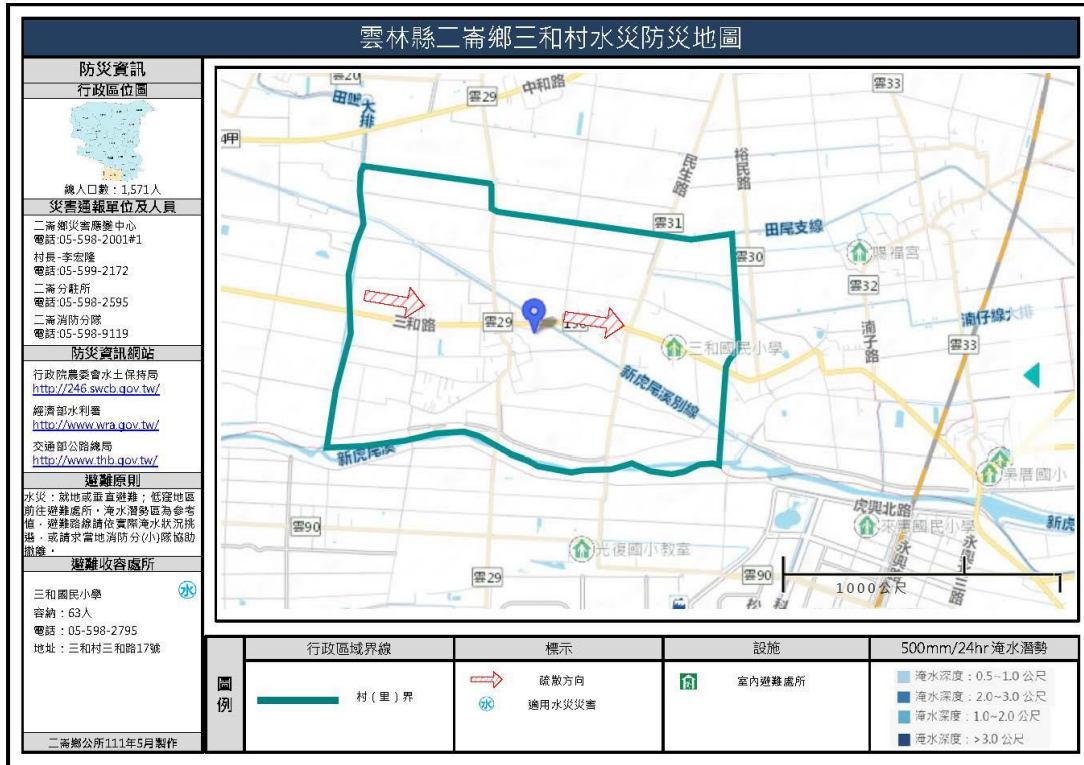 雲林縣二崙鄉三和村水災防災地圖
防災資訊
行政區位圖
總人口數：1,571人
災害通報單位及人員
二崙鄉災害應變中心
電話:05-598-2001#1
村長-李宏隆
電話:05-599-2172
二崙分駐所
電話:05-598-2595
二崙消防分隊
電話:05-598-9119
防災資訊網站
行政院農委會水土保持局
http://246.swcb.gov.tw/
經濟部水利署
http://www.wra.gov.tw/
交通部公路總局
http://www.thb.gov.tw/
避難原則
水災：就地或垂直避難；低窪地區
前往避難處所，淹水潛勢區為參考
值，避難路線請依實際淹水狀況挑
選，或請求當地消防分(小)隊協助
撤離。
避難收容處所
三和國民小學
水
容納：63人
電話：05-598-2795
地址：三和村三和路17號
二崙鄉公所111年5月製作
雲20
雲29
中和路
雲33
大排
民生路
裕民路
雲31
田尾支線
雲30
賜福宮
雲32
湳仔線大排
湳子路
雲33
三和路
雲29
三和國民小學
新虎尾溪別線
新虎尾溪
吳厝國小
虎興北路
來惠國民小學
雲90
光復國小教室
雲29
雲90
1000公尺
圖例
行政區域界線
標示
設施
500mm/24hr 淹水潛勢
村（里）界
疏散方向
水
適用水災災害
室內避難處所
淹水深度：0.5~1.0 公尺
淹水深度：2.0~3.0 公尺
淹水深度：1.0~2.0 公尺
淹水深度：>3.0 公尺